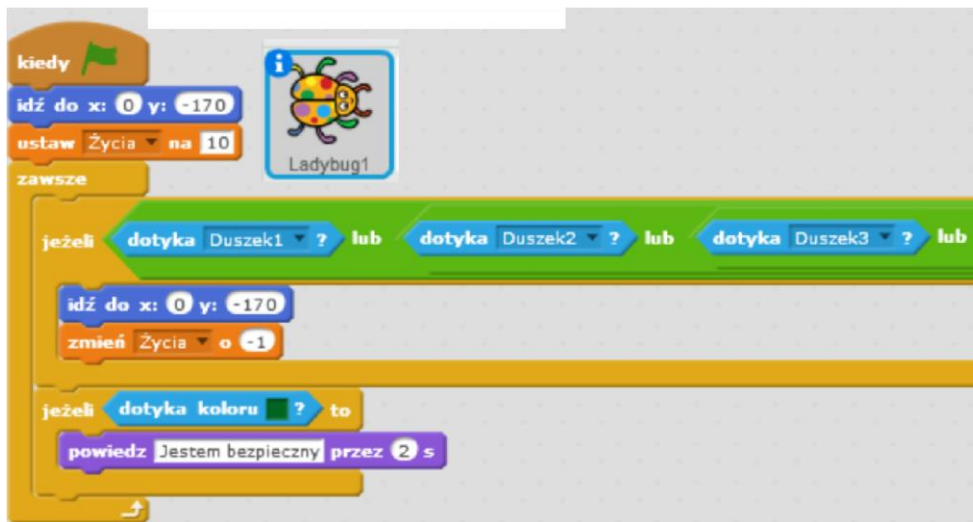 kiedy
idź do x: 0 y: -170
ustaw Życia na 10
i
Ladybug1
zawsze
jeżeli dotyka Duszek1 ? lub dotyka Duszek2 ? lub dotyka Duszek3 ? lub
idź do x: 0 y: -170
zmień Życia o -1
jeżeli dotyka koloru ? to
powiedz Jestem bezpieczny przez 2 s